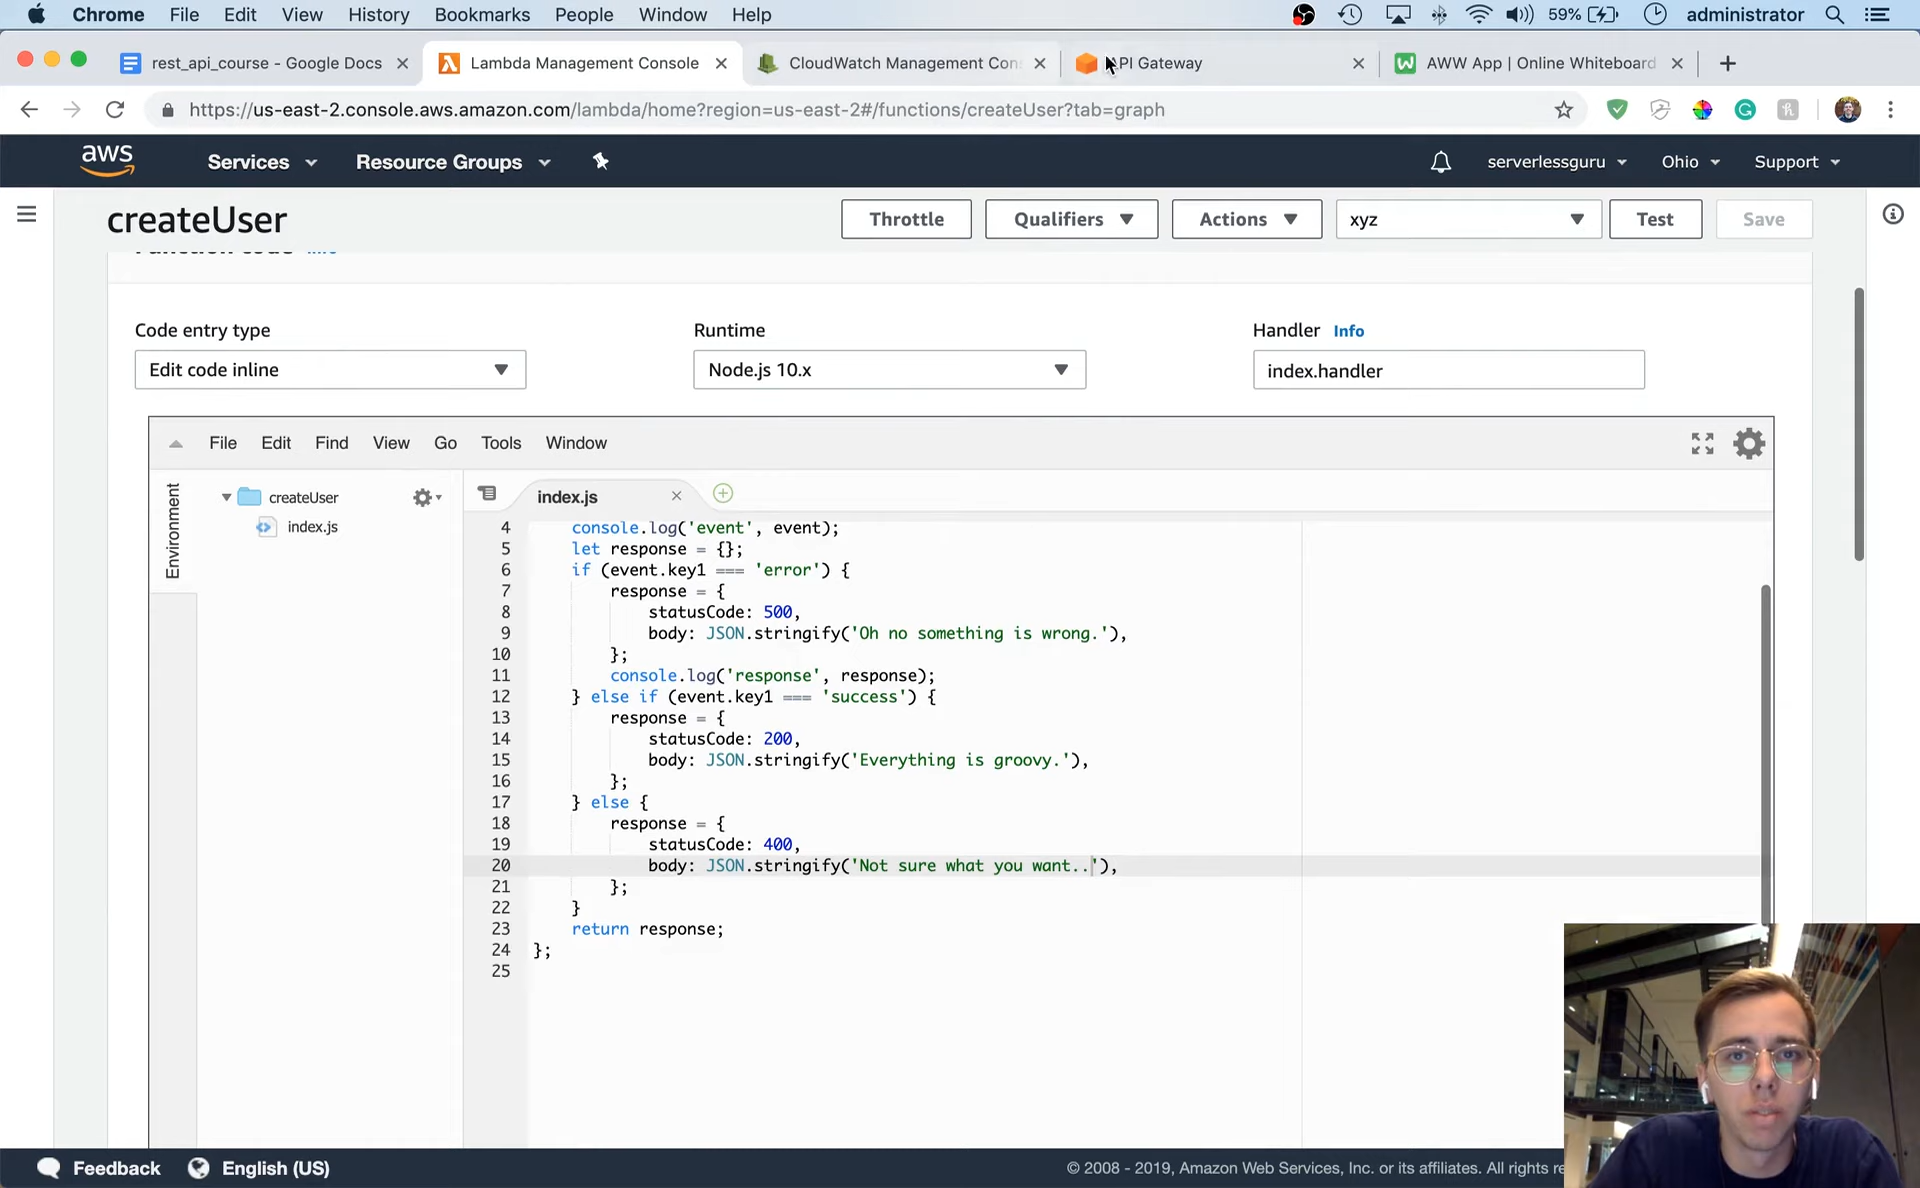 Chrome File Edit View History Bookmarks People Window Help 59% administrator
rest_api_course - Google Docs Lambda Management Console CloudWatch Management Con PI Gateway AWW App | Online Whiteboard
https://us-east-2.console.aws.amazon.com/lambda/home?region=us-east-2#/functions/createUser?tab=graph
aws Services Resource Groups serverlessguru Ohio Support
createUser Throttle Qualifiers Actions xyz Test Save
Function code Info
Code entry type Runtime Handler Info
Edit code inline Node.js 10.x index.handler
File Edit Find View Go Tools Window
Environment
createUser
index.js
index.js
4 console.log('event', event);
5 let response = {};
6 if (event.key1 === 'error') {
7 response = {
8 statusCode: 500,
9 body: JSON.stringify('Oh no something is wrong.'),
10 };
11 console.log('response', response);
12 } else if (event.key1 === 'success') {
13 response = {
14 statusCode: 200,
15 body: JSON.stringify('Everything is groovy.'),
16 };
17 } else {
18 response = {
19 statusCode: 400,
20 body: JSON.stringify('Not sure what you want..'),
21 };
22 }
23 return response;
24 };
25
Feedback English (US) © 2008 - 2019, Amazon Web Services, Inc. or its affiliates. All rights re